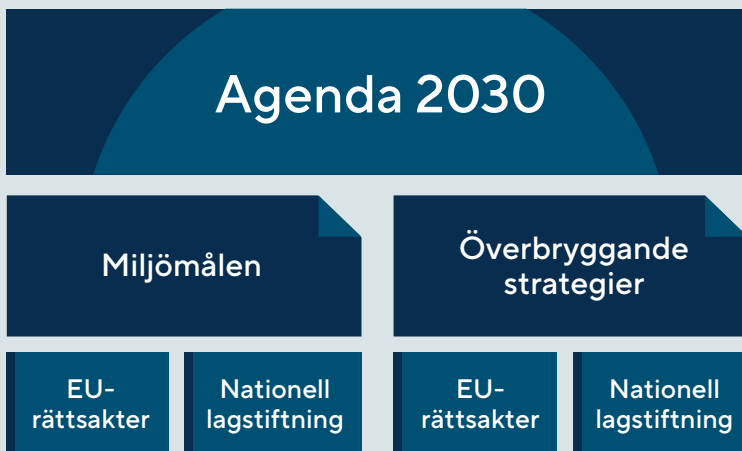 Agenda 2030
Miljömålen
Överbryggande
strategier
EU-
rättsakter
Nationell
lagstiftning
EU-
rättsakter
Nationell
lagstiftning